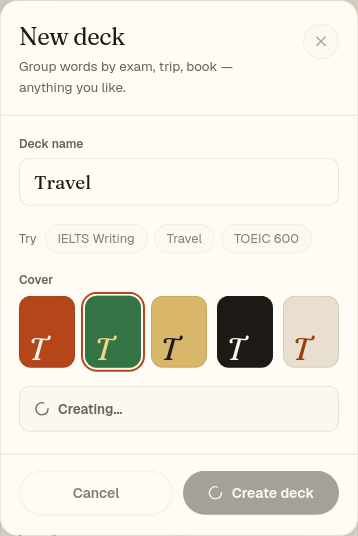 New deck
Group words by exam, trip, book —
anything you like.
Deck name
Travel
Try IELTS Writing Travel TOEIC 600
Cover
T T T T T
Creating...
Cancel Create deck